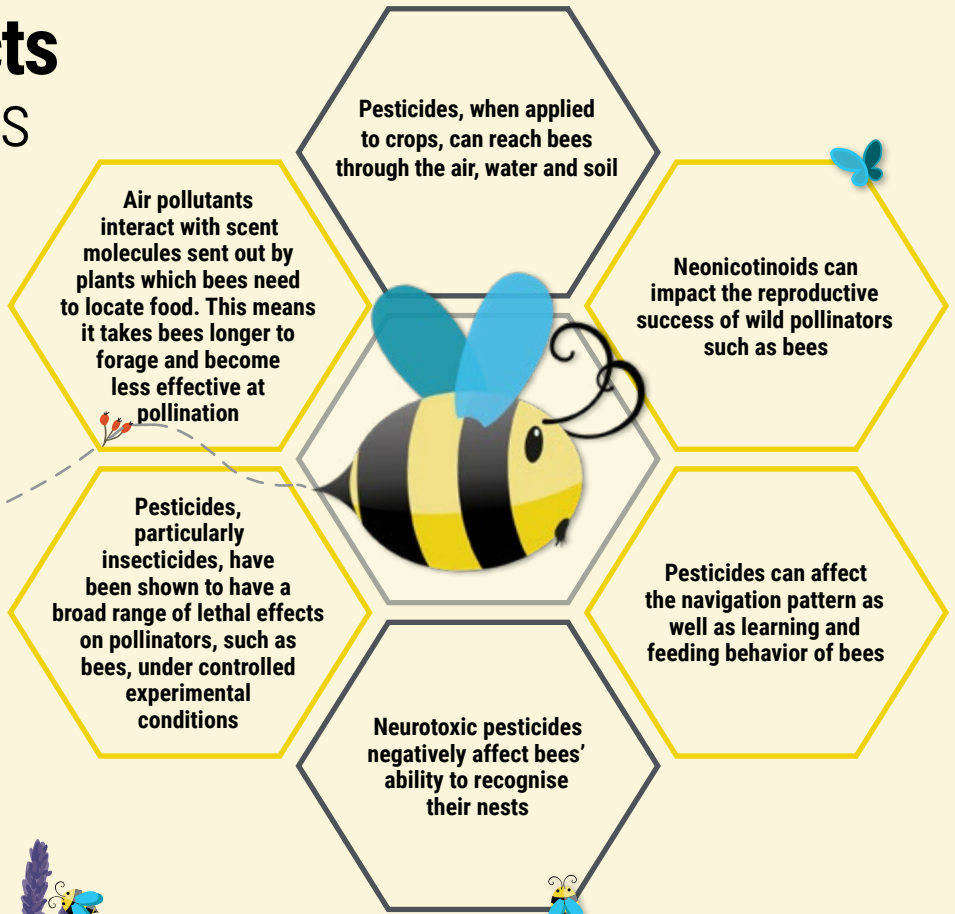 ts
S
Pesticides, when applied
to crops, can reach bees
through the air, water and soil
Air pollutants
interact with scent
molecules sent out by
plants which bees need
to locate food. This means
it takes bees longer to
forage and become
less effective at
pollination
Neonicotinoids can
impact the reproductive
success of wild pollinators
such as bees
Pesticides,
particularly
insecticides, have
been shown to have a
broad range of lethal effects
on pollinators, such as
bees, under controlled
experimental
conditions
Pesticides can affect
the navigation pattern as
well as learning and
feeding behavior of bees
Neurotoxic pesticides
negatively affect bees’
ability to recognise
their nests